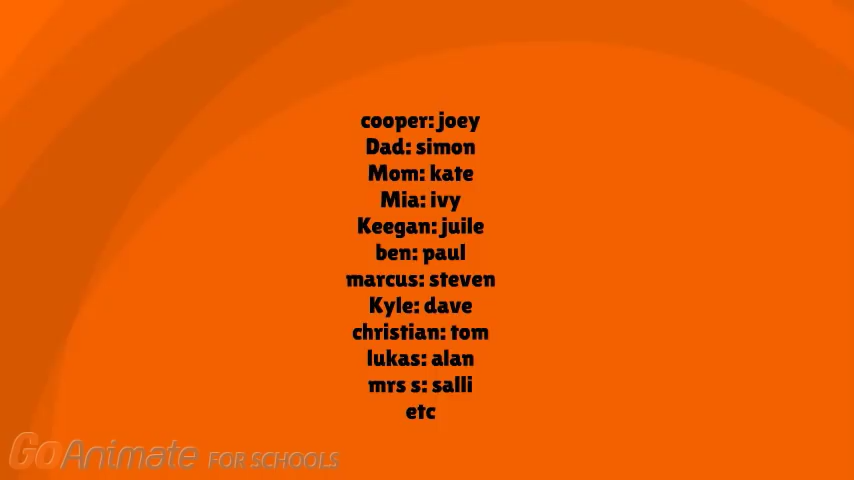 cooper: joey
Dad: simon
Mom: kate
Mia: ivy
Keegan: juile
ben: paul
marcus: steven
Kyle: dave
christian: tom
lukas: alan
mrs s: salli
etc
GoAnimate FOR SCHOOLS